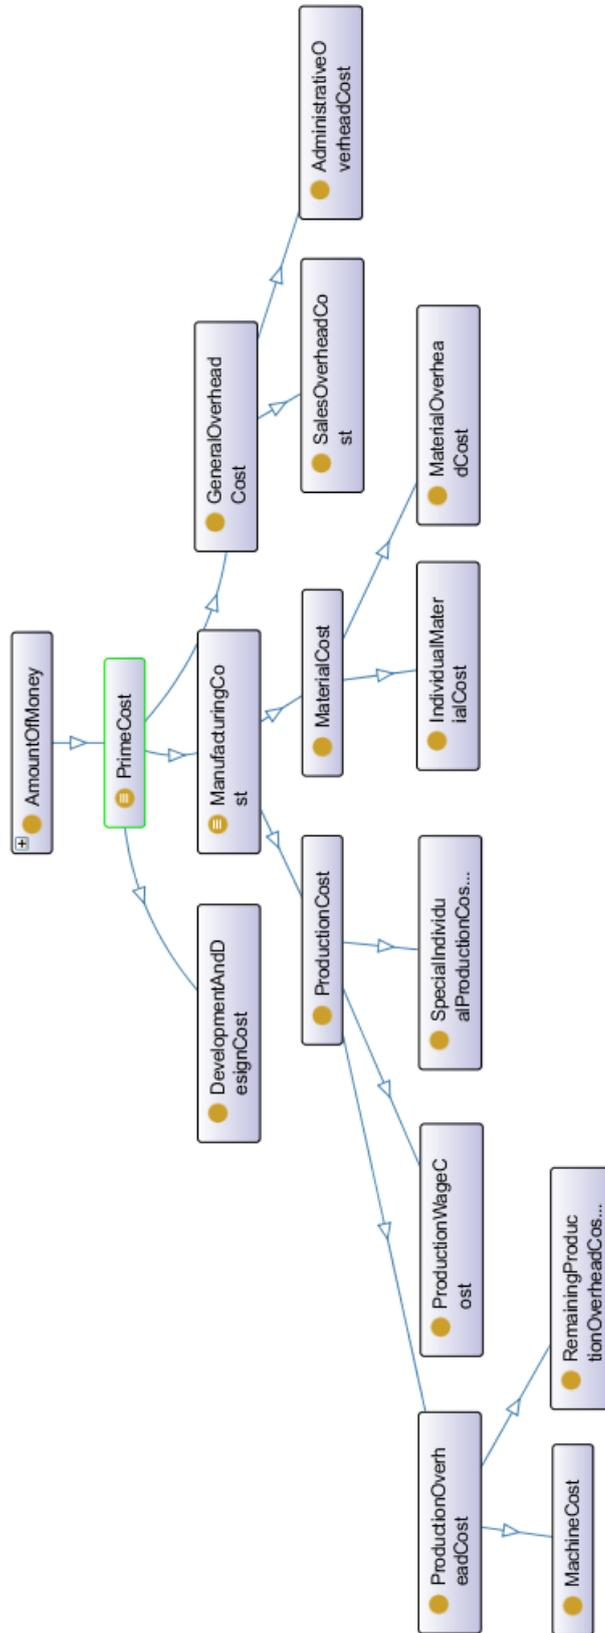 AmountOfMoney
PrimeCost
DevelopmentAndD
esignCost
ManufacturingCo
st
GeneralOverhead
Cost
ProductionCost
MaterialCost
SalesOverheadCo
st
AdministrativeO
verheadCost
ProductionOverh
eadCost
ProductionWageC
ost
SpecialIndividu
alProductionCos...
IndividualMater
ialCost
MaterialOverhea
dCost
MachineCost
RemainingProduc
tionOverheadCos...